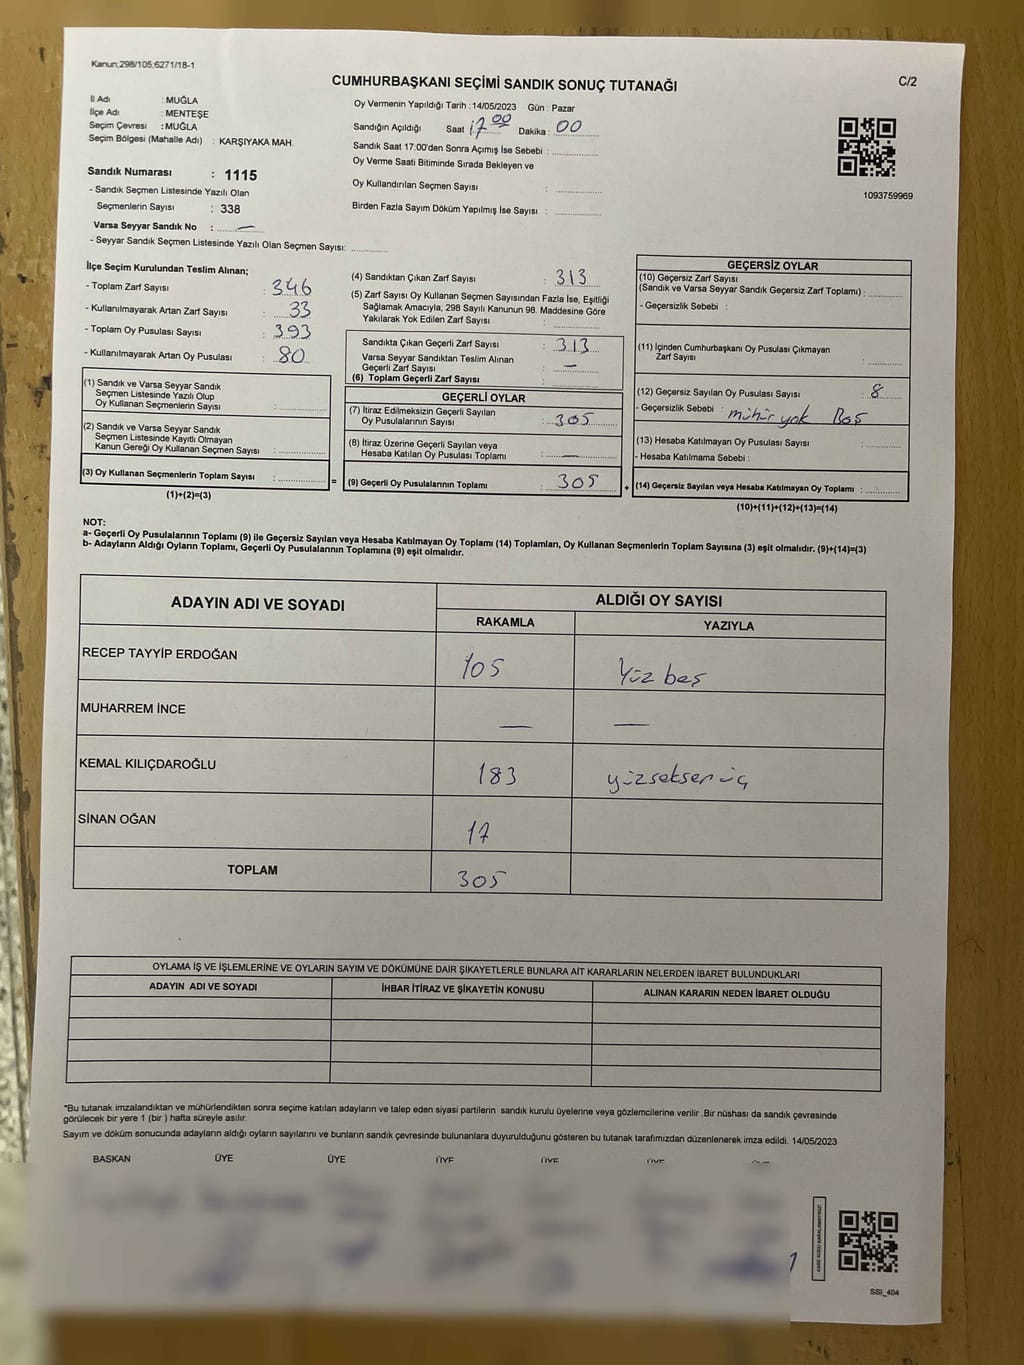 Kanun;298/105;6271/18-1
CUMHURBAŞKANI SEÇİMİ SANDIK SONUÇ TUTANAĞI
C/2
İl Adı : MUĞLA
İlçe Adı : MENTEŞE
Seçim Çevresi : MUĞLA
Seçim Bölgesi (Mahalle Adı) : KARŞIYAKA MAH.
Sandık Numarası : 1115
- Sandık Seçmen Listesinde Yazılı Olan
Seçmenlerin Sayısı : 338
Varsa Seyyar Sandık No : —
- Seyyar Sandık Seçmen Listesinde Yazılı Olan Seçmen Sayısı:
Oy Vermenin Yapıldığı Tarih : 14/05/2023 Gün : Pazar
Sandığın Açıldığı Saat 17 00 Dakika : 00
Sandık Saat 17:00'den Sonra Açımış İse Sebebi :
Oy Verme Saati Bitiminde Sırada Bekleyen ve
Oy Kullandırılan Seçmen Sayısı :
Birden Fazla Sayım Döküm Yapılmış İse Sayısı :
1093759969
İlçe Seçim Kurulundan Teslim Alınan;
- Toplam Zarf Sayısı : 346
- Kullanılmayarak Artan Zarf Sayısı : 33
- Toplam Oy Pusulası Sayısı : 393
- Kullanılmayarak Artan Oy Pusulası : 80
(1) Sandık ve Varsa Seyyar Sandık
Seçmen Listesinde Yazılı Olup
Oy Kullanan Seçmenlerin Sayısı :
(2) Sandık ve Varsa Seyyar Sandık
Seçmen Listesinde Kayıtlı Olmayan
Kanun Gereği Oy Kullanan Seçmen Sayısı :
(3) Oy Kullanan Seçmenlerin Toplam Sayısı :
(1)+(2)=(3)
=
(4) Sandıktan Çıkan Zarf Sayısı : 313
(5) Zarf Sayısı Oy Kullanan Seçmen Sayısından Fazla İse, Eşitliği
Sağlamak Amacıyla; 298 Sayılı Kanunun 98. Maddesine Göre
Yakılarak Yok Edilen Zarf Sayısı :
Sandıkta Çıkan Geçerli Zarf Sayısı : 313
Varsa Seyyar Sandıktan Teslim Alınan
Geçerli Zarf Sayısı : —
(6) Toplam Geçerli Zarf Sayısı :
GEÇERLİ OYLAR
(7) İtiraz Edilmeksizin Geçerli Sayılan
Oy Pusulalarının Sayısı : 305
(8) İtiraz Üzerine Geçerli Sayılan veya
Hesaba Katılan Oy Pusulası Toplamı : —
(9) Geçerli Oy Pusulalarının Toplamı : 305
+
GEÇERSİZ OYLAR
(10) Geçersiz Zarf Sayısı
(Sandık ve Varsa Seyyar Sandık Geçersiz Zarf Toplamı) :
- Geçersizlik Sebebi :
(11) İçinden Cumhurbaşkanı Oy Pusulası Çıkmayan
Zarf Sayısı :
(12) Geçersiz Sayılan Oy Pusulası Sayısı : 8
- Geçersizlik Sebebi : mühür yok Boş
(13) Hesaba Katılmayan Oy Pusulası Sayısı :
- Hesaba Katılmama Sebebi :
(14) Geçersiz Sayılan veya Hesaba Katılmayan Oy Toplamı :
(10)+(11)+(12)+(13)=(14)
NOT:
a- Geçerli Oy Pusulalarının Toplamı (9) ile Geçersiz Sayılan veya Hesaba Katılmayan Oy Toplamı (14) Toplamları, Oy Kullanan Seçmenlerin Toplam Sayısına (3) eşit olmalıdır. (9)+(14)=(3)
b- Adayların Aldığı Oyların Toplamı, Geçerli Oy Pusulalarının Toplamına (9) eşit olmalıdır.
ADAYIN ADI VE SOYADI ALDIĞI OY SAYISI
RAKAMLA YAZIYLA
RECEP TAYYİP ERDOĞAN 105 Yüz beş
MUHARREM İNCE — —
KEMAL KILIÇDAROĞLU 183 yüzseksen üç
SİNAN OĞAN 17
TOPLAM 305
OYLAMA İŞ VE İŞLEMLERİNE VE OYLARIN SAYIM VE DÖKÜMÜNE DAİR ŞİKAYETLERLE BUNLARA AİT KARARLARIN NELERDEN İBARET BULUNDUKLARI
ADAYIN ADI VE SOYADI İHBAR İTİRAZ VE ŞİKAYETİN KONUSU ALINAN KARARIN NEDEN İBARET OLDUĞU
*Bu tutanak imzalandıktan ve mühürlendikten sonra seçime katılan adayların ve talep eden siyasi partilerin sandık kurulu üyelerine veya gözlemcilerine verilir .Bir nüshası da sandık çevresinde
görülecek bir yere 1 (bir ) hafta süreyle asılır.
Sayım ve döküm sonucunda adayların aldığı oyların sayılarını ve bunların sandık çevresinde bulunanlara duyurulduğunu gösteren bu tutanak tarafımızdan düzenlenerek imza edildi. 14/05/2023
BAŞKAN ÜYE ÜYE ÜYE ÜYE ÜYE
KARE KODU KARALAMAYINIZ!
SSI_404